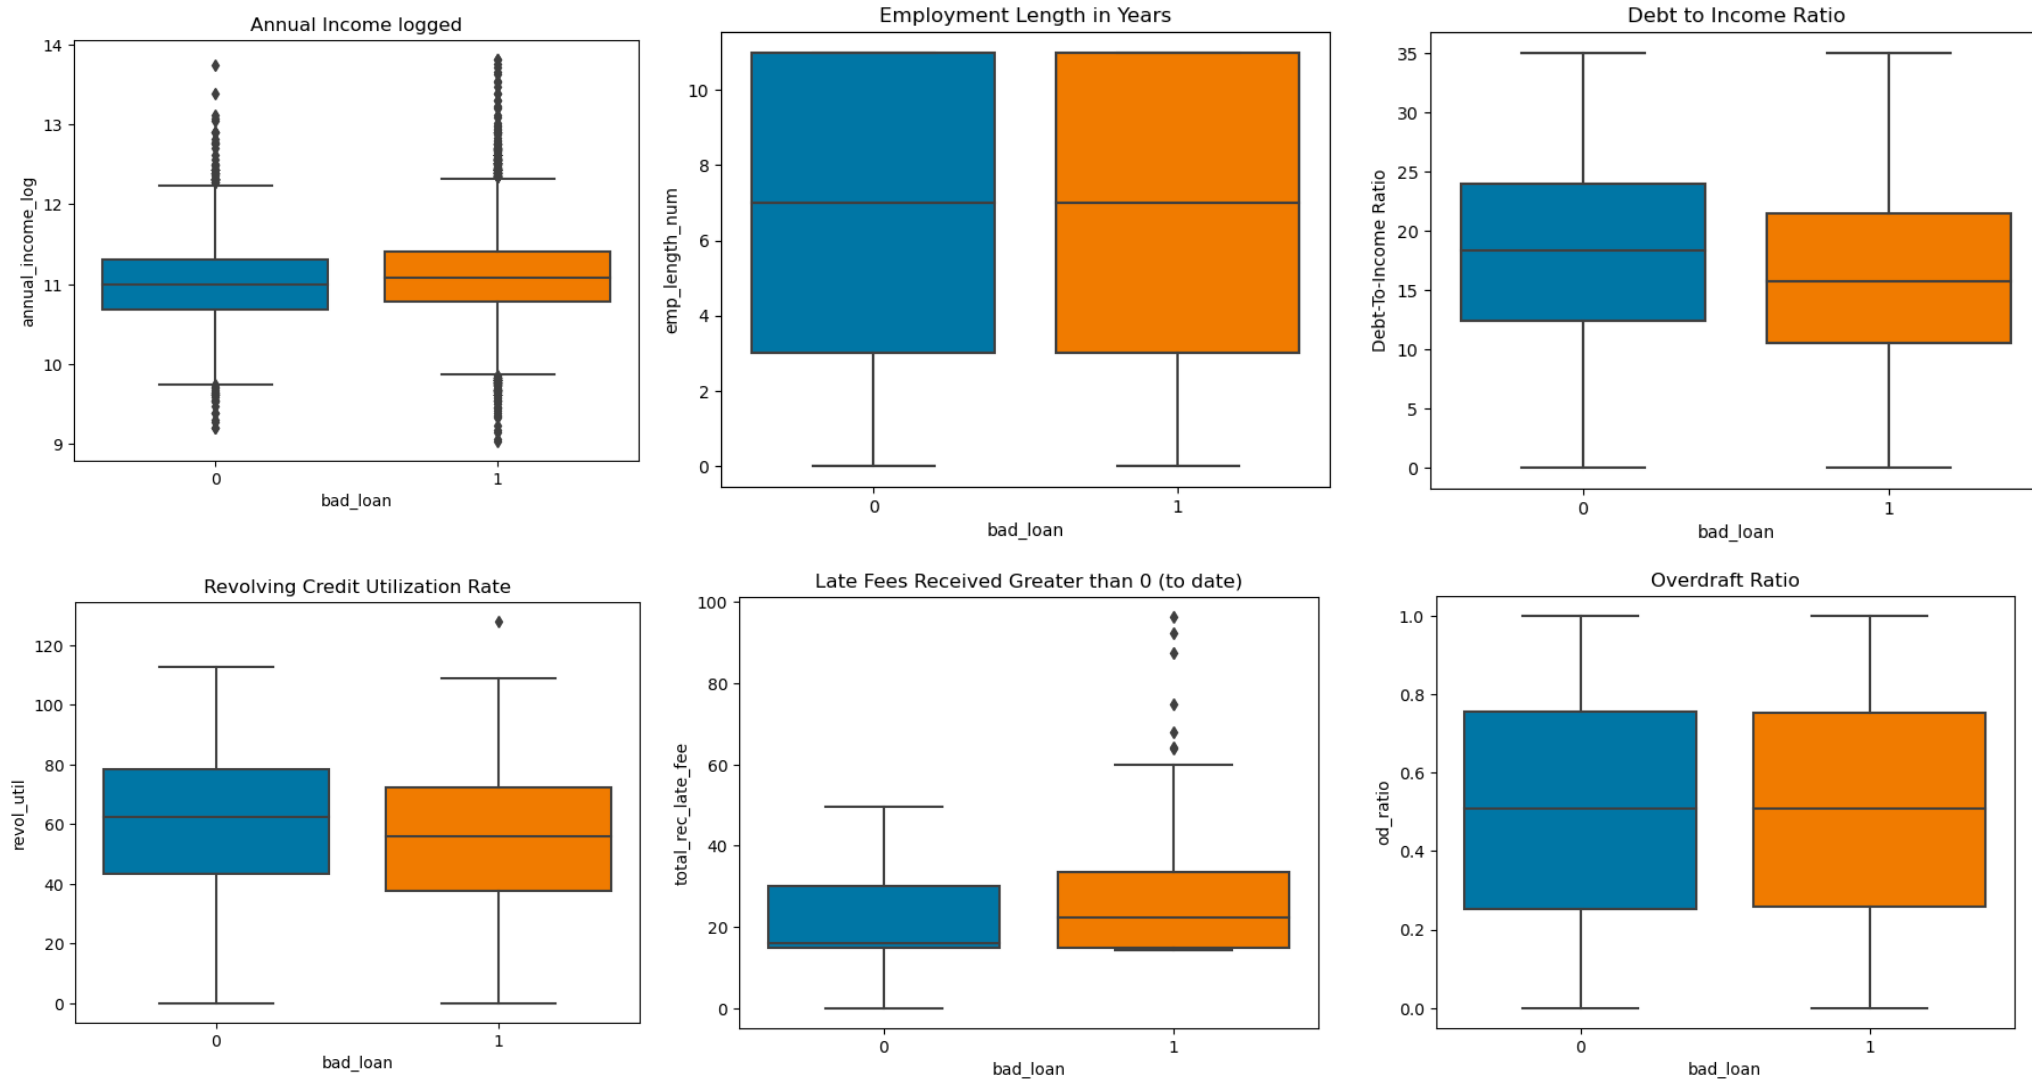 Annual Income logged
14
13
12
11
10
9
annual_income_log
0 1
bad_loan
Employment Length in Years
10
8
6
4
2
0
emp_length_num
0 1
bad_loan
Debt to Income Ratio
35
30
25
20
15
10
5
0
Debt-To-Income Ratio
0 1
bad_loan
Revolving Credit Utilization Rate
120
100
80
60
40
20
0
revol_util
0 1
bad_loan
Late Fees Received Greater than 0 (to date)
100
80
60
40
20
0
total_rec_late_fee
0 1
bad_loan
Overdraft Ratio
1.0
0.8
0.6
0.4
0.2
0.0
od_ratio
0 1
bad_loan